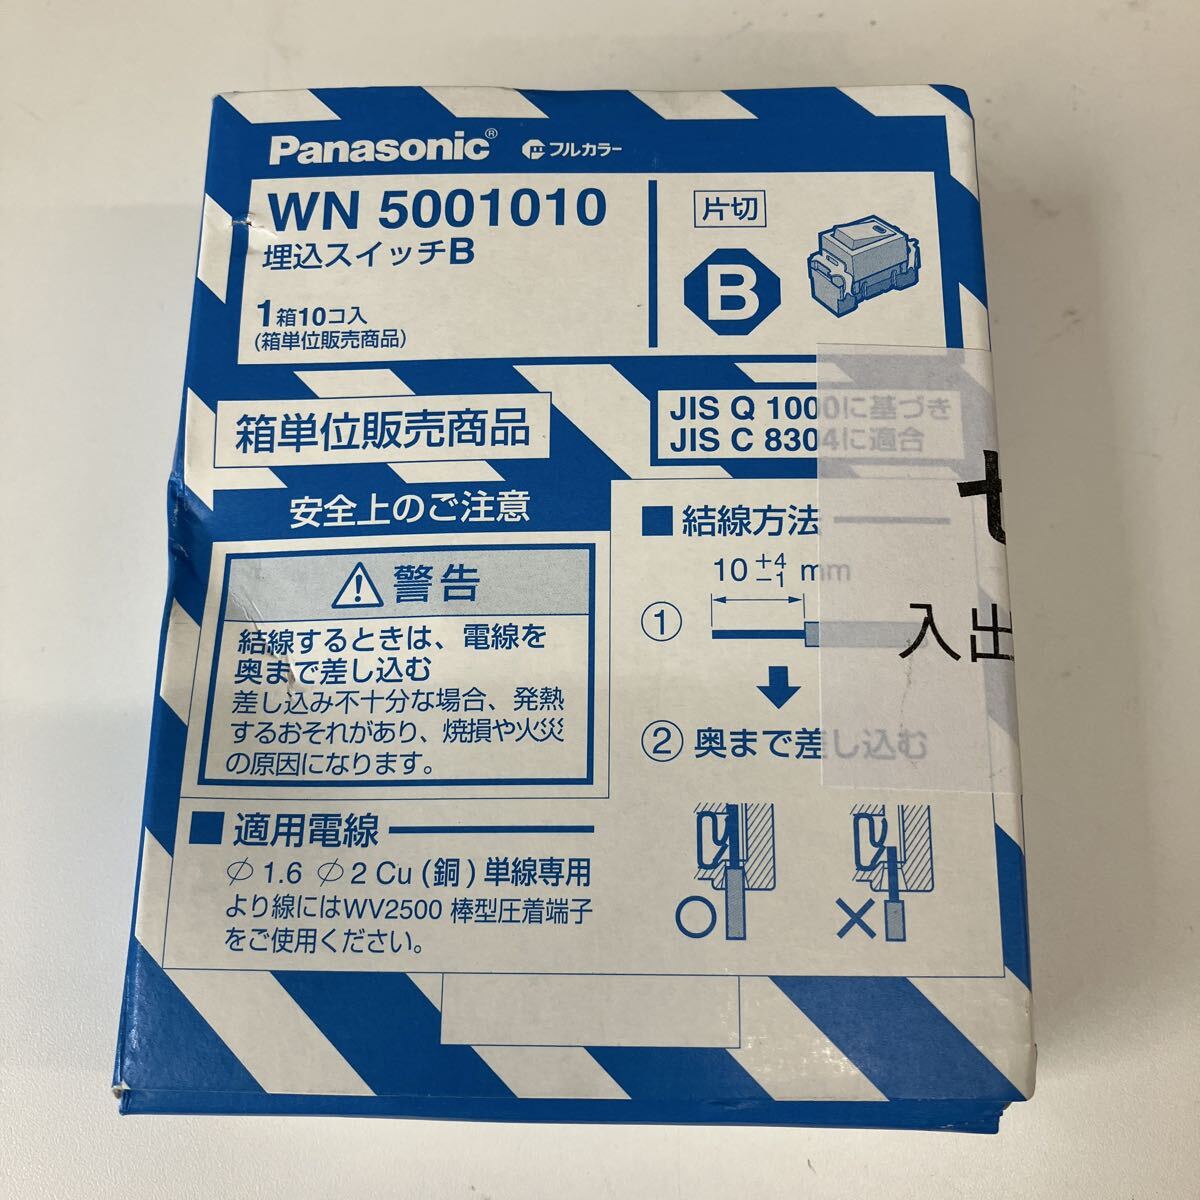 Panasonic® フルカラー
WN 5001010
埋込スイッチB
1箱10コ入
(箱単位販売商品)
片切
B
箱単位販売商品
JIS Q 1000に基づき
JIS C 8304に適合
安全上のご注意
警告
結線するときは、電線を
奥まで差し込む
差し込み不十分な場合、発熱
するおそれがあり、焼損や火災
の原因になります。
■ 適用電線
φ1.6 φ2 Cu (銅) 単線専用
より線にはWV2500 棒型圧着端子
をご使用ください。
■ 結線方法
10 +4 −1 mm
①
② 奥まで差し込む
○ ×
入出